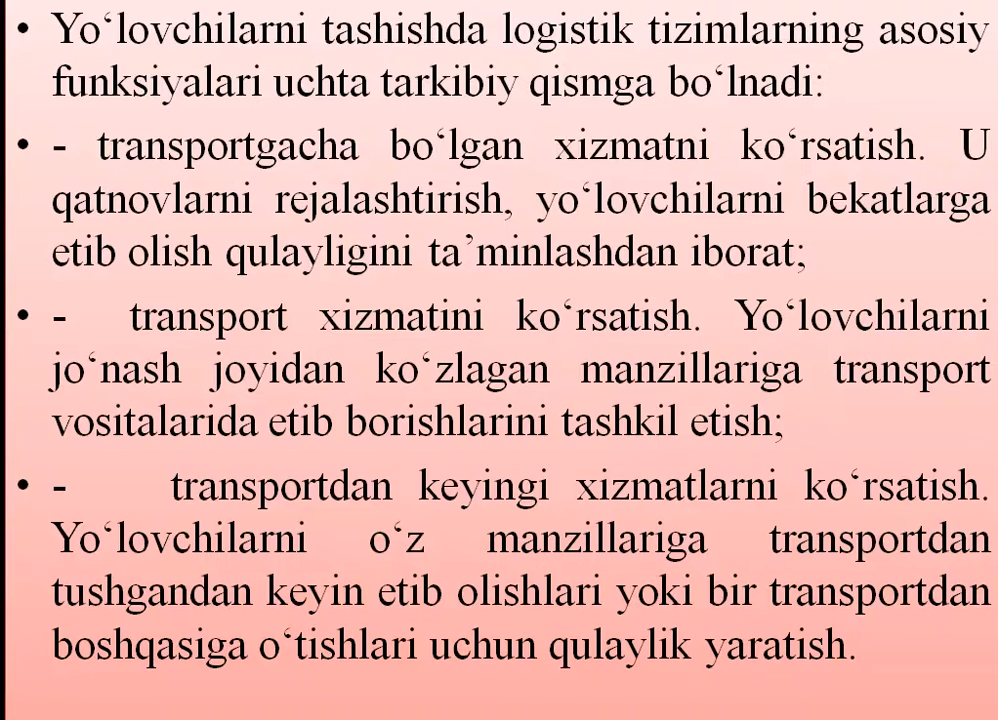 • Yo‘lovchilarni tashishda logistik tizimlarning asosiy
funksiyalari uchta tarkibiy qismga bo‘lnadi:
• - transportgacha bo‘lgan xizmatni ko‘rsatish. U
qatnovlarni rejalashtirish, yo‘lovchilarni bekatlarga
etib olish qulayligini ta’minlashdan iborat;
• - transport xizmatini ko‘rsatish. Yo‘lovchilarni
jo‘nash joyidan ko‘zlagan manzillariga transport
vositalarida etib borishlarini tashkil etish;
• - transportdan keyingi xizmatlarni ko‘rsatish.
Yo‘lovchilarni o‘z manzillariga transportdan
tushgandan keyin etib olishlari yoki bir transportdan
boshqasiga o‘tishlari uchun qulaylik yaratish.